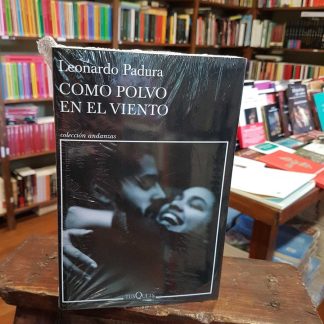 Leonardo Padura
COMO POLVO
EN EL VIENTO
colección andanzas
TUSQUETS